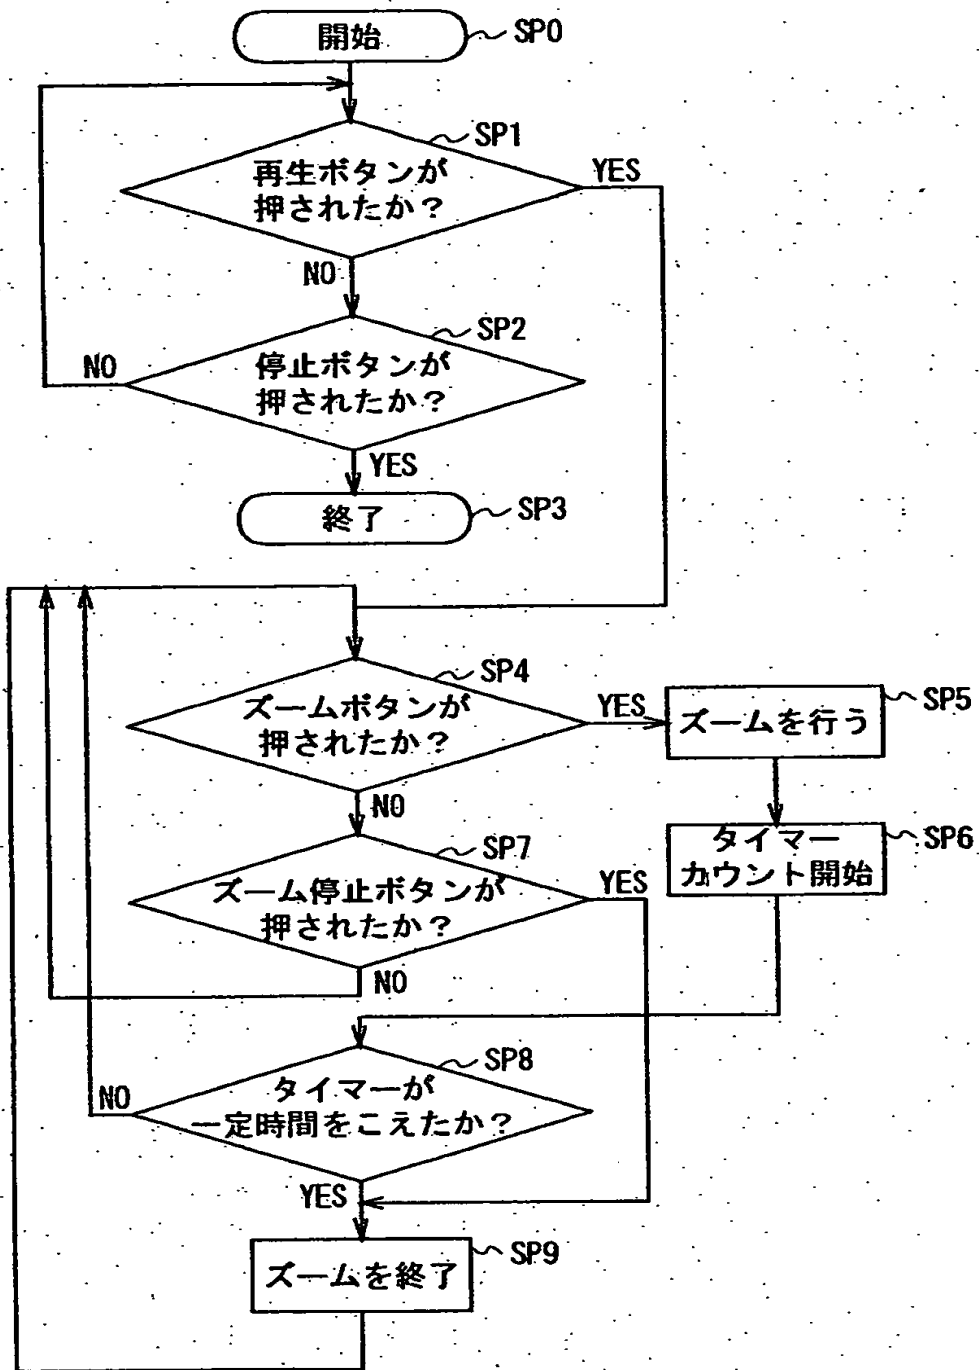 開始
SP0
SP1
再生ボタンが
押されたか?
YES
NO
SP2
停止ボタンが
押されたか?
NO
YES
終了
SP3
SP4
ズームボタンが
押されたか?
YES
ズームを行う
SP5
NO
タイマー
カウント開始
SP6
SP7
ズーム停止ボタンが
押されたか?
YES
NO
SP8
タイマーが
一定時間をこえたか?
NO
YES
ズームを終了
SP9